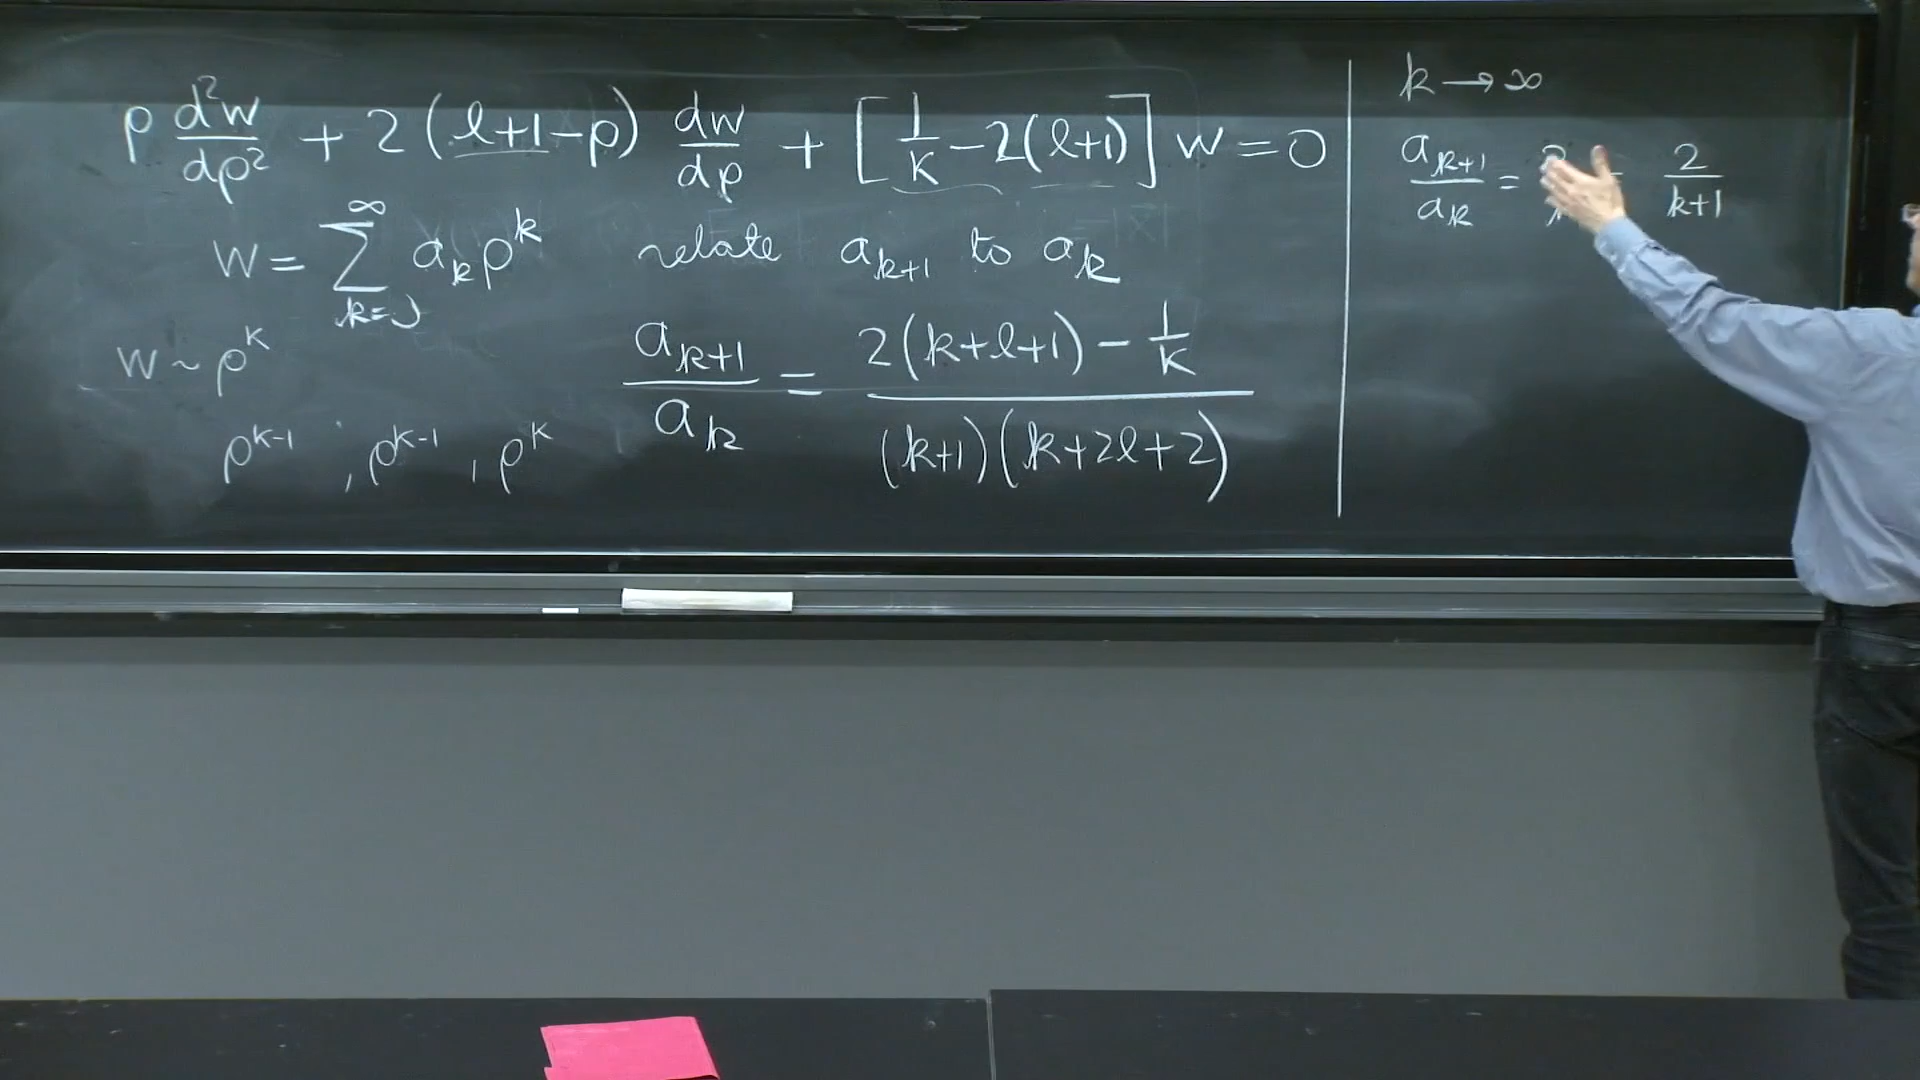 ρ d²w/dρ² + 2(ℓ+1−ρ) dw/dρ + [1/κ − 2(ℓ+1)] w = 0
w = ∑_{k=0}^{∞} a_k ρ^k relate a_{k+1} to a_k
w ~ ρ^k
a_{k+1}/a_k = (2(k+ℓ+1) − 1/κ)/((k+1)(k+2ℓ+2))
ρ^{k-1}, ρ^{k-1}, ρ^k
k → ∞
a_{k+1}/a_k = 2/(k+1)